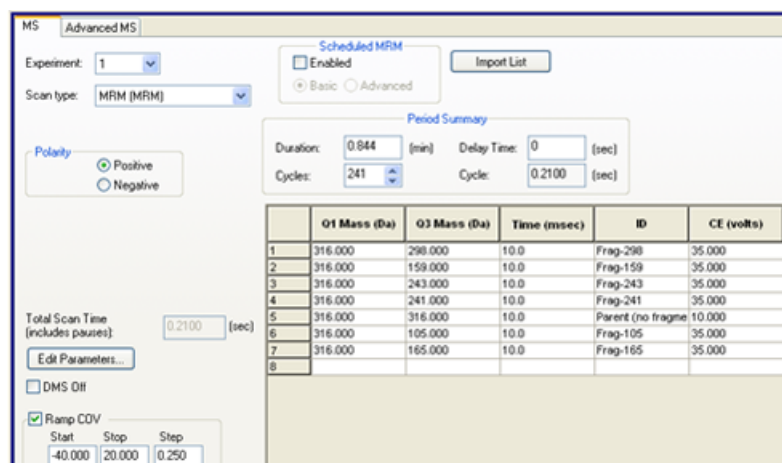 MS Advanced MS
Experiment: 1
Scan type: MRM (MRM)
Scheduled MRM
Enabled
Basic Advanced
Import List
Polarity
Positive
Negative
Period Summary
Duration: 0.844 (min) Delay Time: 0 (sec)
Cycles: 241 Cycle: 0.2100 (sec)
Q1 Mass (Da) Q3 Mass (Da) Time (msec) ID CE (volts)
1 316.000 298.000 10.0 Frag-298 35.000
2 316.000 159.000 10.0 Frag-159 35.000
3 316.000 243.000 10.0 Frag-243 35.000
4 316.000 241.000 10.0 Frag-241 35.000
5 316.000 316.000 10.0 Parent (no fragme 10.000
6 316.000 105.000 10.0 Frag-105 35.000
7 316.000 165.000 10.0 Frag-165 35.000
8
Total Scan Time
(includes pauses): 0.2100 (sec)
Edit Parameters...
DMS Off
Ramp COV
Start Stop Step
-40.000 20.000 0.250